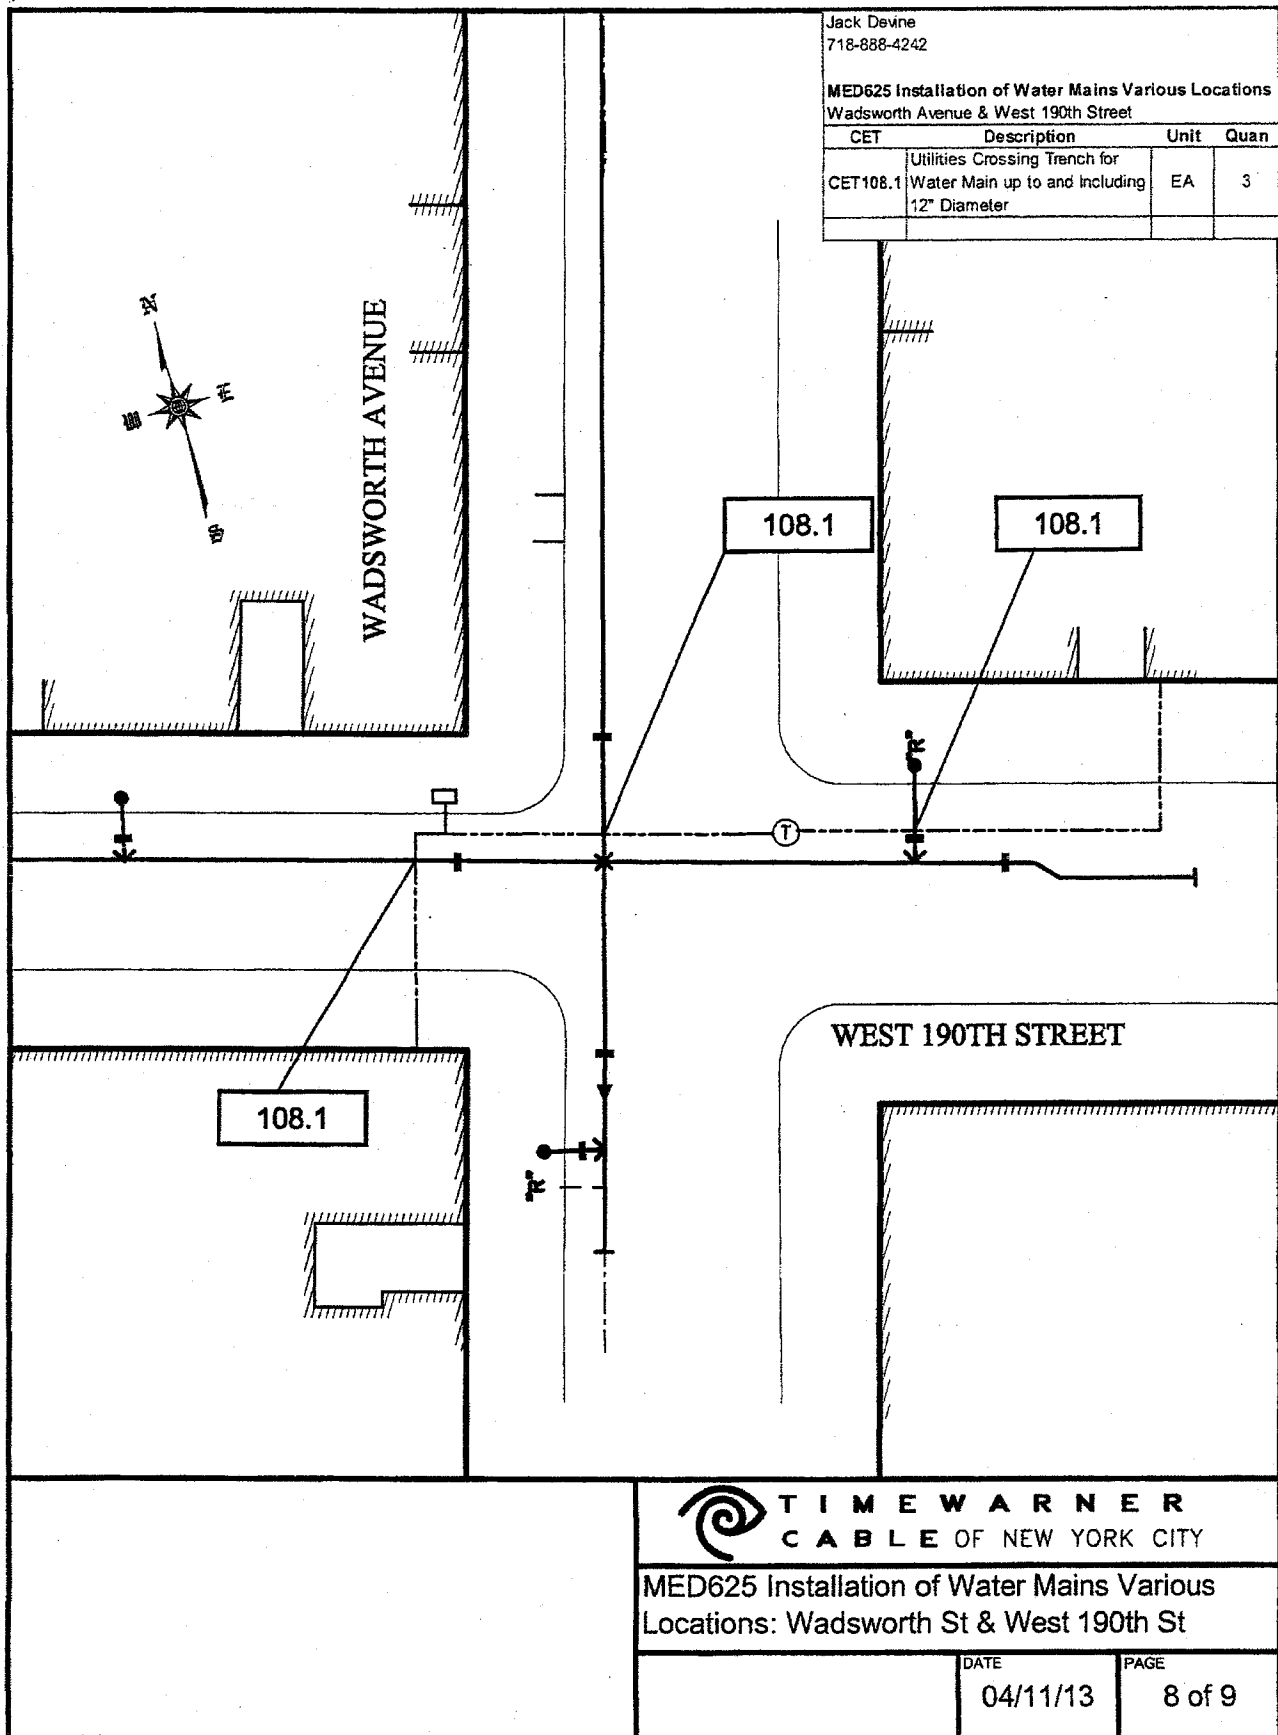 Jack Devine
718-888-4242
MED625 Installation of Water Mains Various Locations
Wadsworth Avenue & West 190th Street
CET Description Unit Quan
CET108.1 Utilities Crossing Trench for Water Main up to and Including 12" Diameter EA 3
N
E
W
S
WADSWORTH AVENUE
108.1
108.1
"R"
T
WEST 190TH STREET
108.1
"R"
TIMEWARNER
CABLE OF NEW YORK CITY
MED625 Installation of Water Mains Various
Locations: Wadsworth St & West 190th St
DATE
04/11/13
PAGE
8 of 9